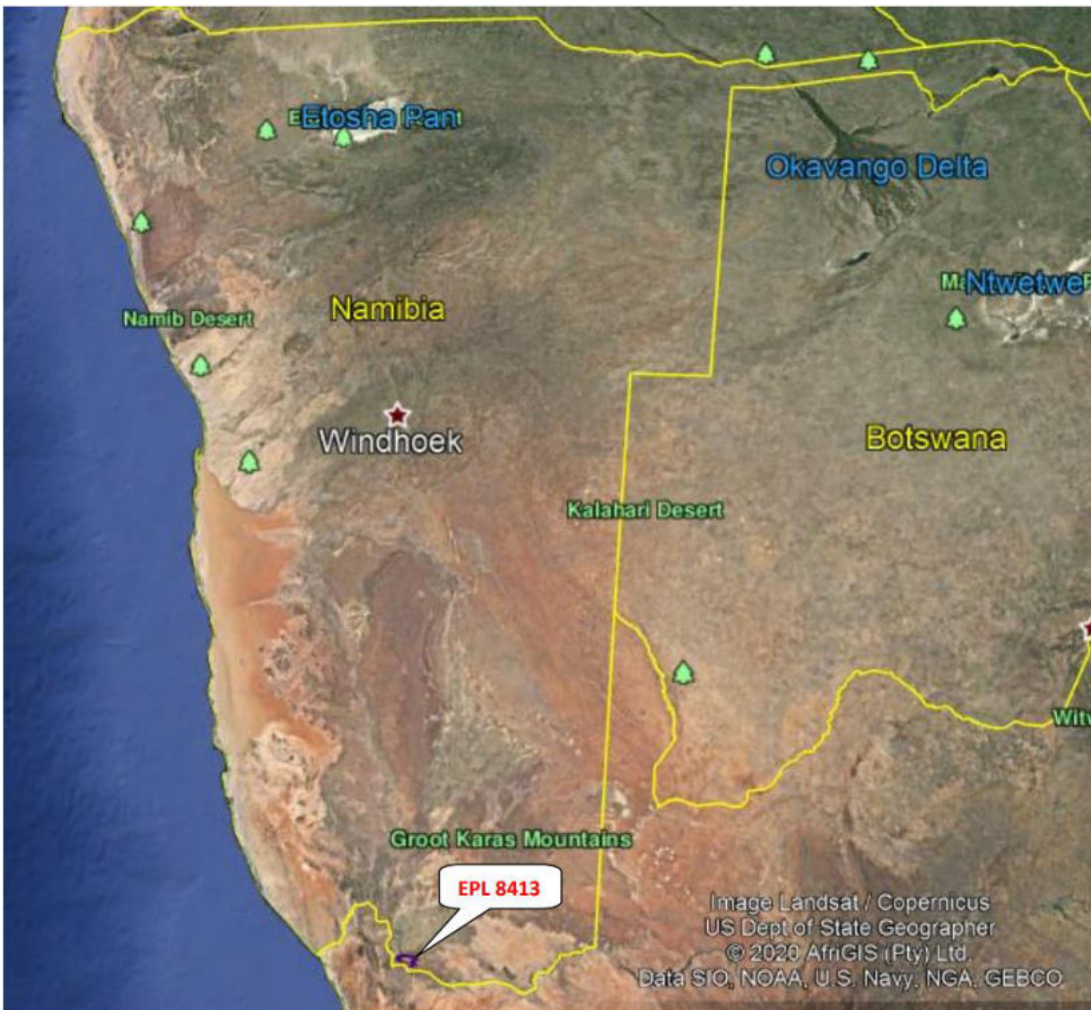 Etosha Pan
Okavango Delta
Ntwetwe
Namibia
Namib Desert
Windhoek
Botswana
Kalahari Desert
Witv
Groot Karas Mountains
EPL 8413
Image Landsat / Copernicus
US Dept of State Geographer
© 2020 AfriGIS (Pty) Ltd.
Data SIO, NOAA, U.S. Navy, NGA, GEBCO